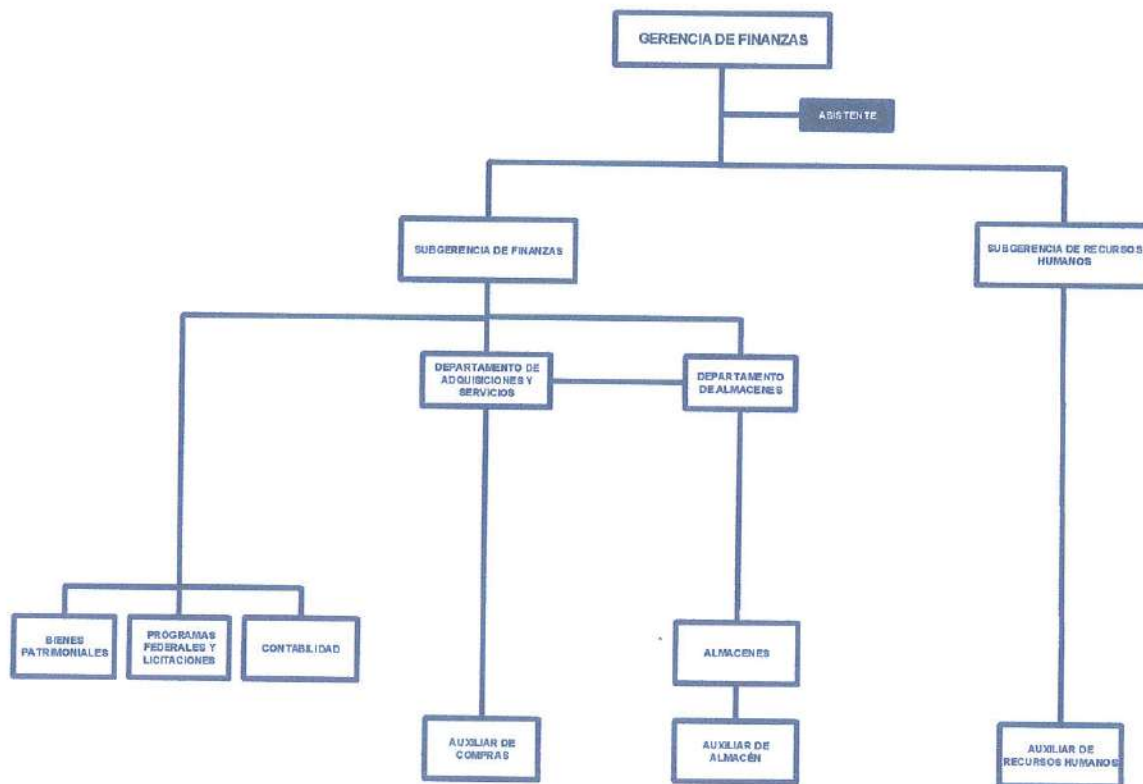 GERENCIA DE FINANZAS
ASISTENTE
SUBGERENCIA DE FINANZAS
SUBGERENCIA DE RECURSOS
HUMANOS
DEPARTAMENTO DE
ADQUISICIONES Y
SERVICIOS
DEPARTAMENTO
DE ALMACENES
BIENES
PATRIMONIALES
PROGRAMAS
FEDERALES Y
LICITACIONES
CONTABILIDAD
ALMACENES
AUXILIAR DE
COMPRAS
AUXILIAR DE
ALMACÉN
AUXILIAR DE
RECURSOS HUMANOS